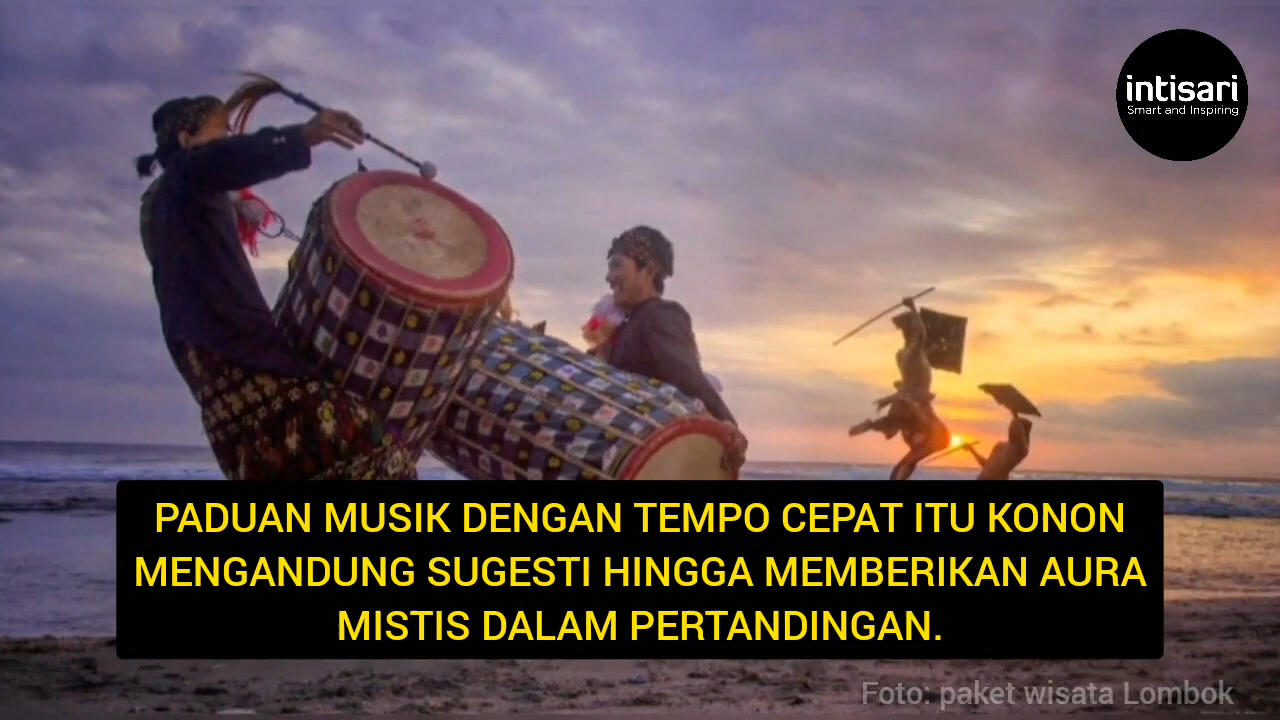 intisari
Smart and Inspiring
PADUAN MUSIK DENGAN TEMPO CEPAT ITU KONON
MENGANDUNG SUGESTI HINGGA MEMBERIKAN AURA
MISTIS DALAM PERTANDINGAN.
Foto: paket wisata Lombok